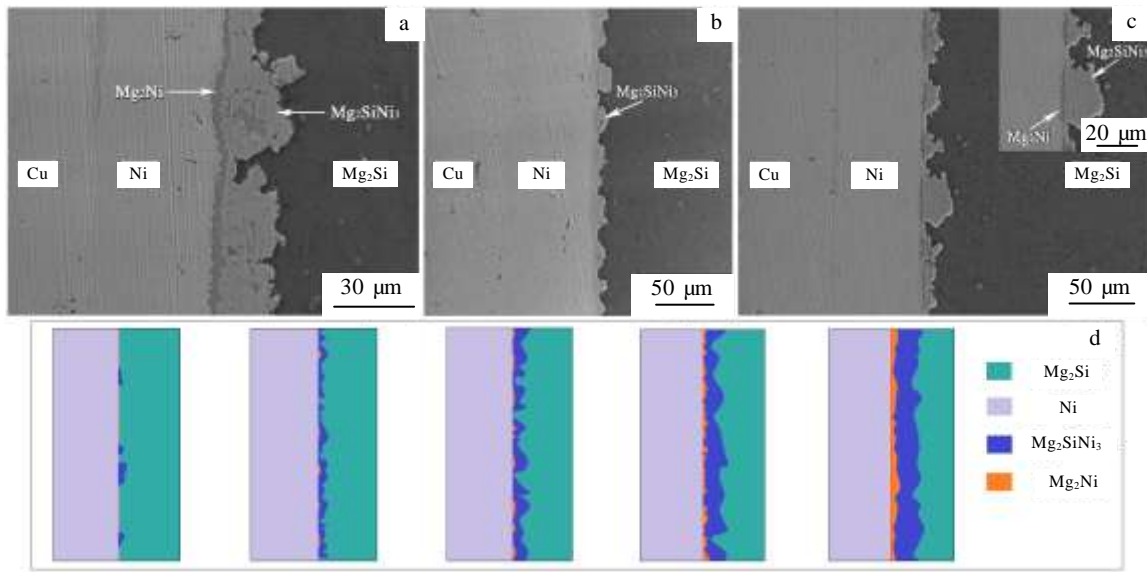 a
Mg₂Ni
Mg₂SiNi₃
Cu
Ni
Mg₂Si
30 μm
b
Mg₂SiNi₃
Cu
Ni
Mg₂Si
50 μm
c
Mg₂SiNi₃
Mg₂Ni
20 μm
Cu
Ni
Mg₂Si
50 μm
d
Mg₂Si
Ni
Mg₂SiNi₃
Mg₂Ni